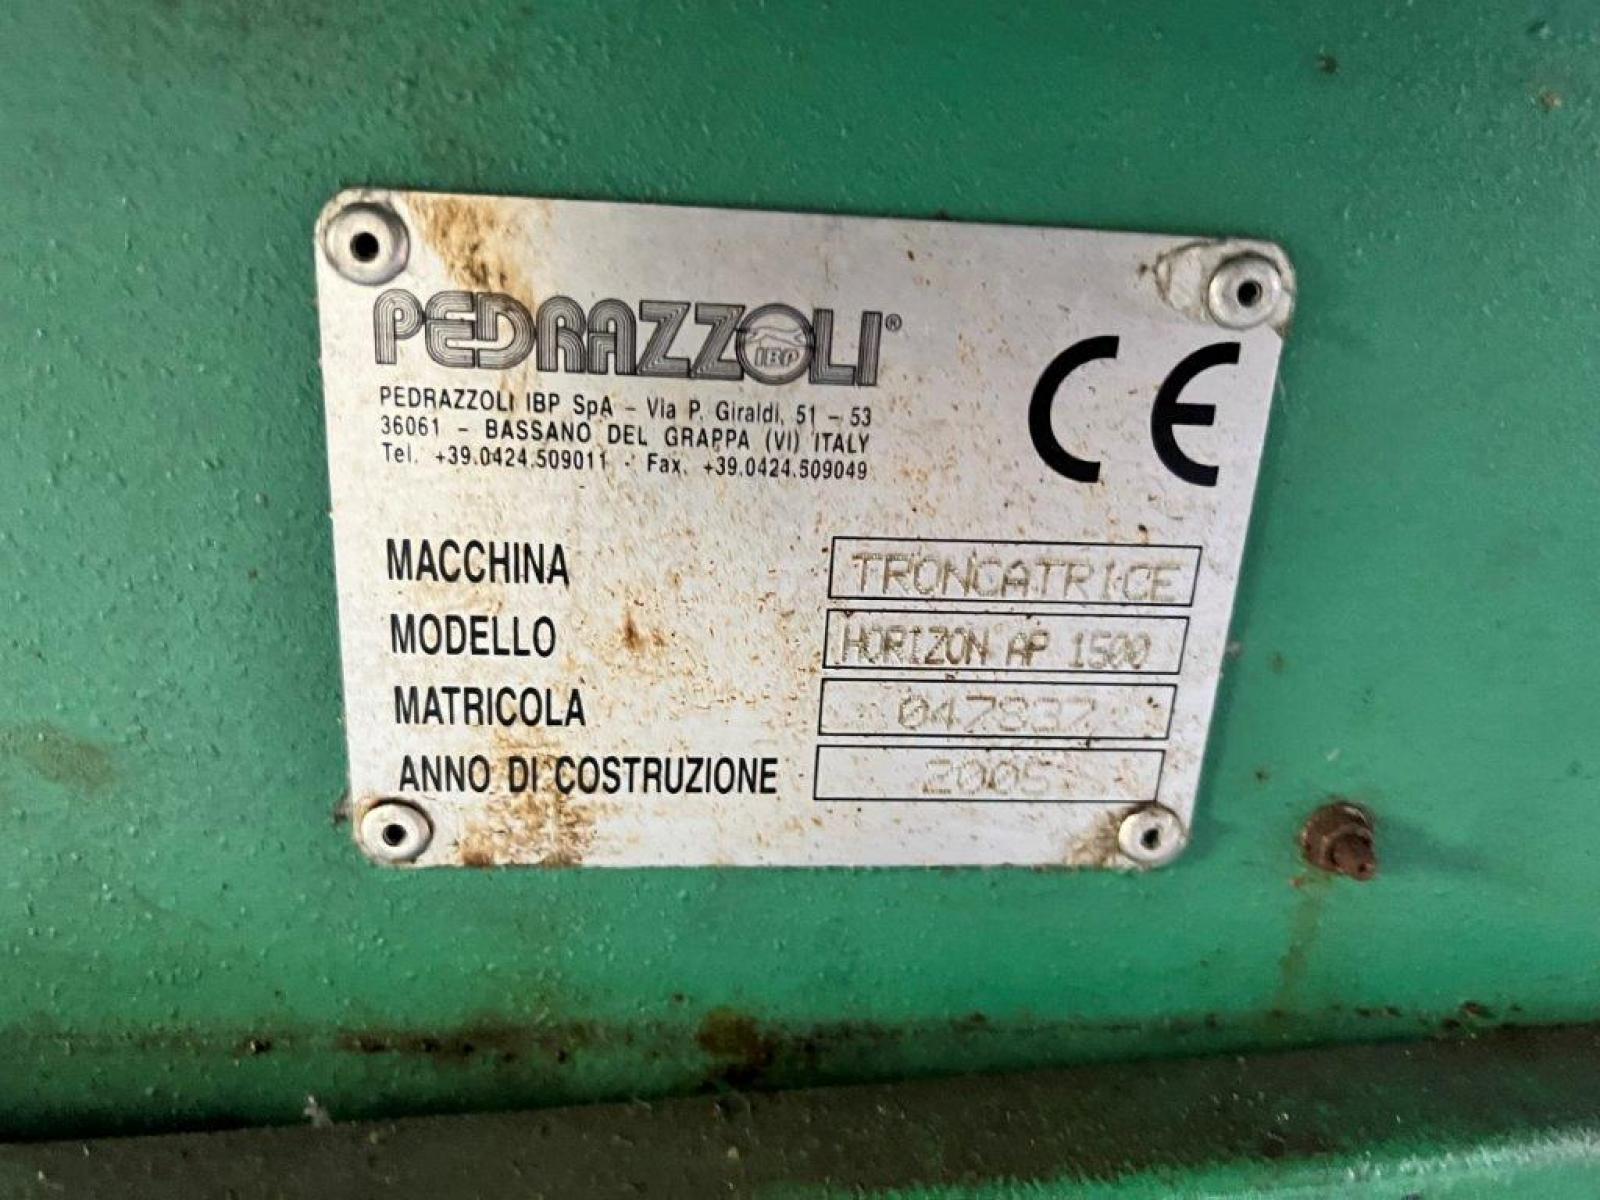 PEDRAZZOLI®
IBP
PEDRAZZOLI IBP SpA – Via P. Giraldi, 51 – 53
36061 – BASSANO DEL GRAPPA (VI) ITALY
Tel. +39.0424.509011 - Fax. +39.0424.509049
CE
MACCHINA TRONCATRICE
MODELLO HORIZON AP 1500
MATRICOLA 047837
ANNO DI COSTRUZIONE 2005